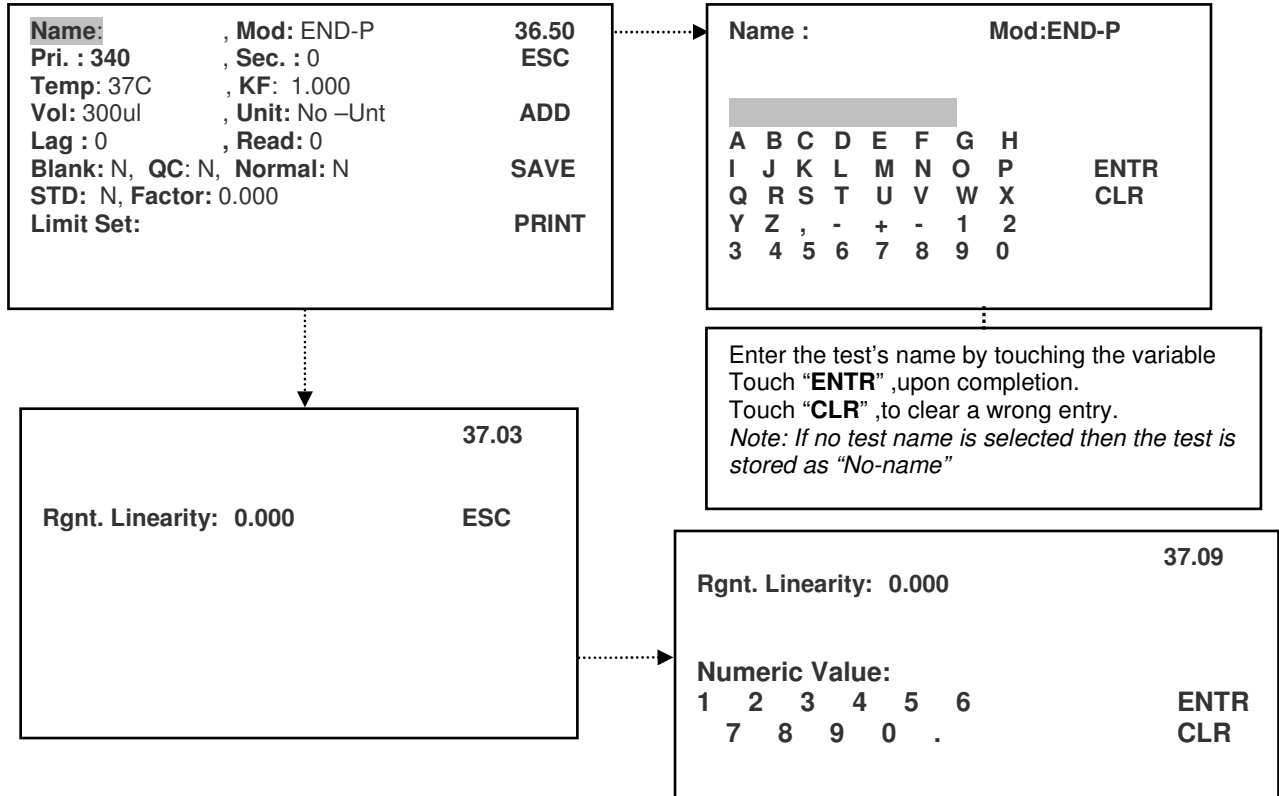 Name: , Mod: END-P 36.50
Pri. : 340 , Sec. : 0 ESC
Temp: 37C , KF: 1.000
Vol: 300ul , Unit: No –Unt ADD
Lag : 0 , Read: 0
Blank: N, QC: N, Normal: N SAVE
STD: N, Factor: 0.000
Limit Set: PRINT
Name : Mod:END-P
A B C D E F G H
I J K L M N O P ENTR
Q R S T U V W X CLR
Y Z , - + - 1 2
3 4 5 6 7 8 9 0
Enter the test’s name by touching the variable
Touch “ENTR” ,upon completion.
Touch “CLR” ,to clear a wrong entry.
Note: If no test name is selected then the test is
stored as “No-name”
37.03
Rgnt. Linearity: 0.000 ESC
37.09
Rgnt. Linearity: 0.000
Numeric Value:
1 2 3 4 5 6 ENTR
7 8 9 0 . CLR